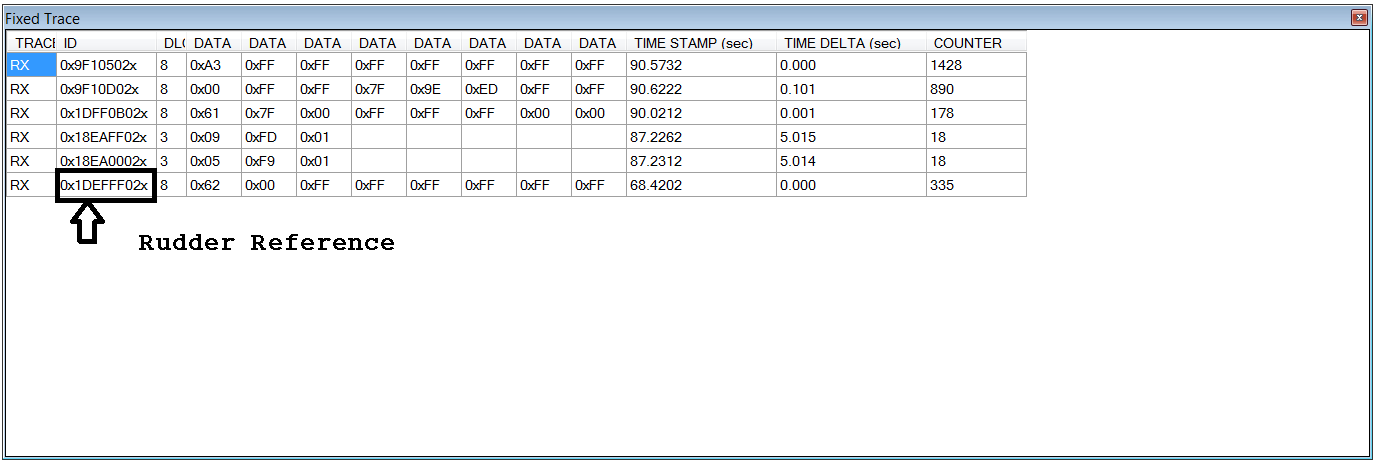 Fixed Trace
TRACE ID DLC DATA DATA DATA DATA DATA DATA DATA DATA TIME STAMP (sec) TIME DELTA (sec) COUNTER
RX 0x9F10502x 8 0xA3 0xFF 0xFF 0xFF 0xFF 0xFF 0xFF 0xFF 90.5732 0.000 1428
RX 0x9F10D02x 8 0x00 0xFF 0xFF 0x7F 0x9E 0xED 0xFF 0xFF 90.6222 0.101 890
RX 0x1DFF0B02x 8 0x61 0x7F 0x00 0xFF 0xFF 0xFF 0x00 0x00 90.0212 0.001 178
RX 0x18EAFF02x 3 0x09 0xFD 0x01 87.2262 5.015 18
RX 0x18EA0002x 3 0x05 0xF9 0x01 87.2312 5.014 18
RX 0x1DEFFF02x 8 0x62 0x00 0xFF 0xFF 0xFF 0xFF 0xFF 0xFF 68.4202 0.000 335
Rudder Reference